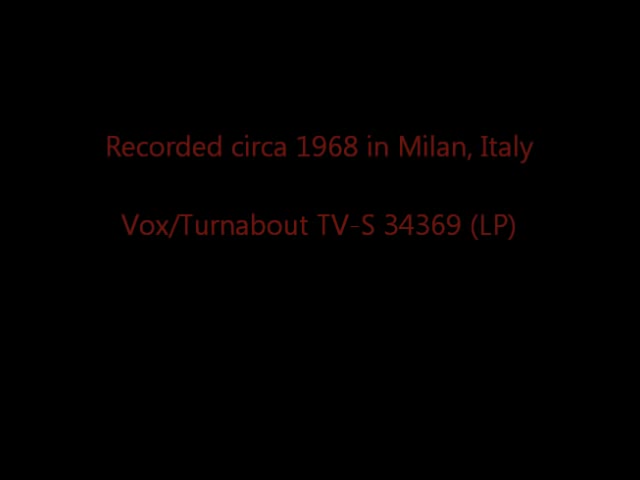 Recorded circa 1968 in Milan, Italy
Vox/Turnabout TV-S 34369 (LP)